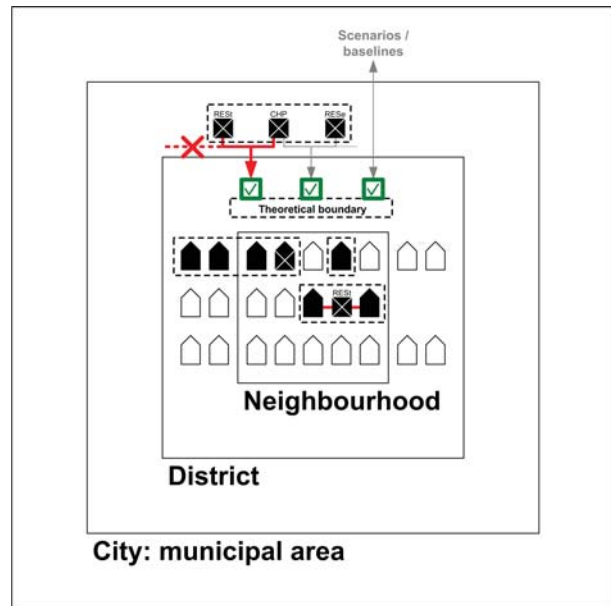 Scenarios /
baselines
RESt CHP RESe
Theoretical boundary
RESt
Neighbourhood
District
City: municipal area